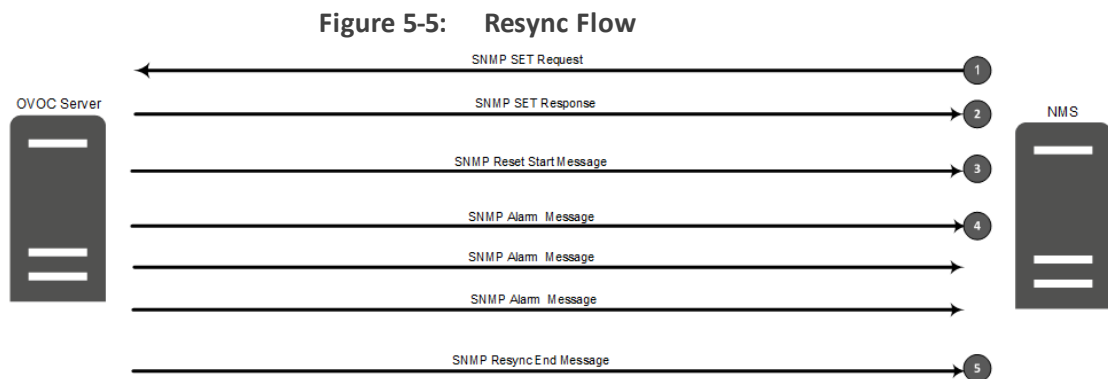 Figure 5-5: Resync Flow
SNMP SET Request
1
OVOC Server
SNMP SET Response
2
NMS
SNMP Reset Start Message
3
SNMP Alarm Message
4
SNMP Alarm Message
SNMP Alarm Message
SNMP Resync End Message
5